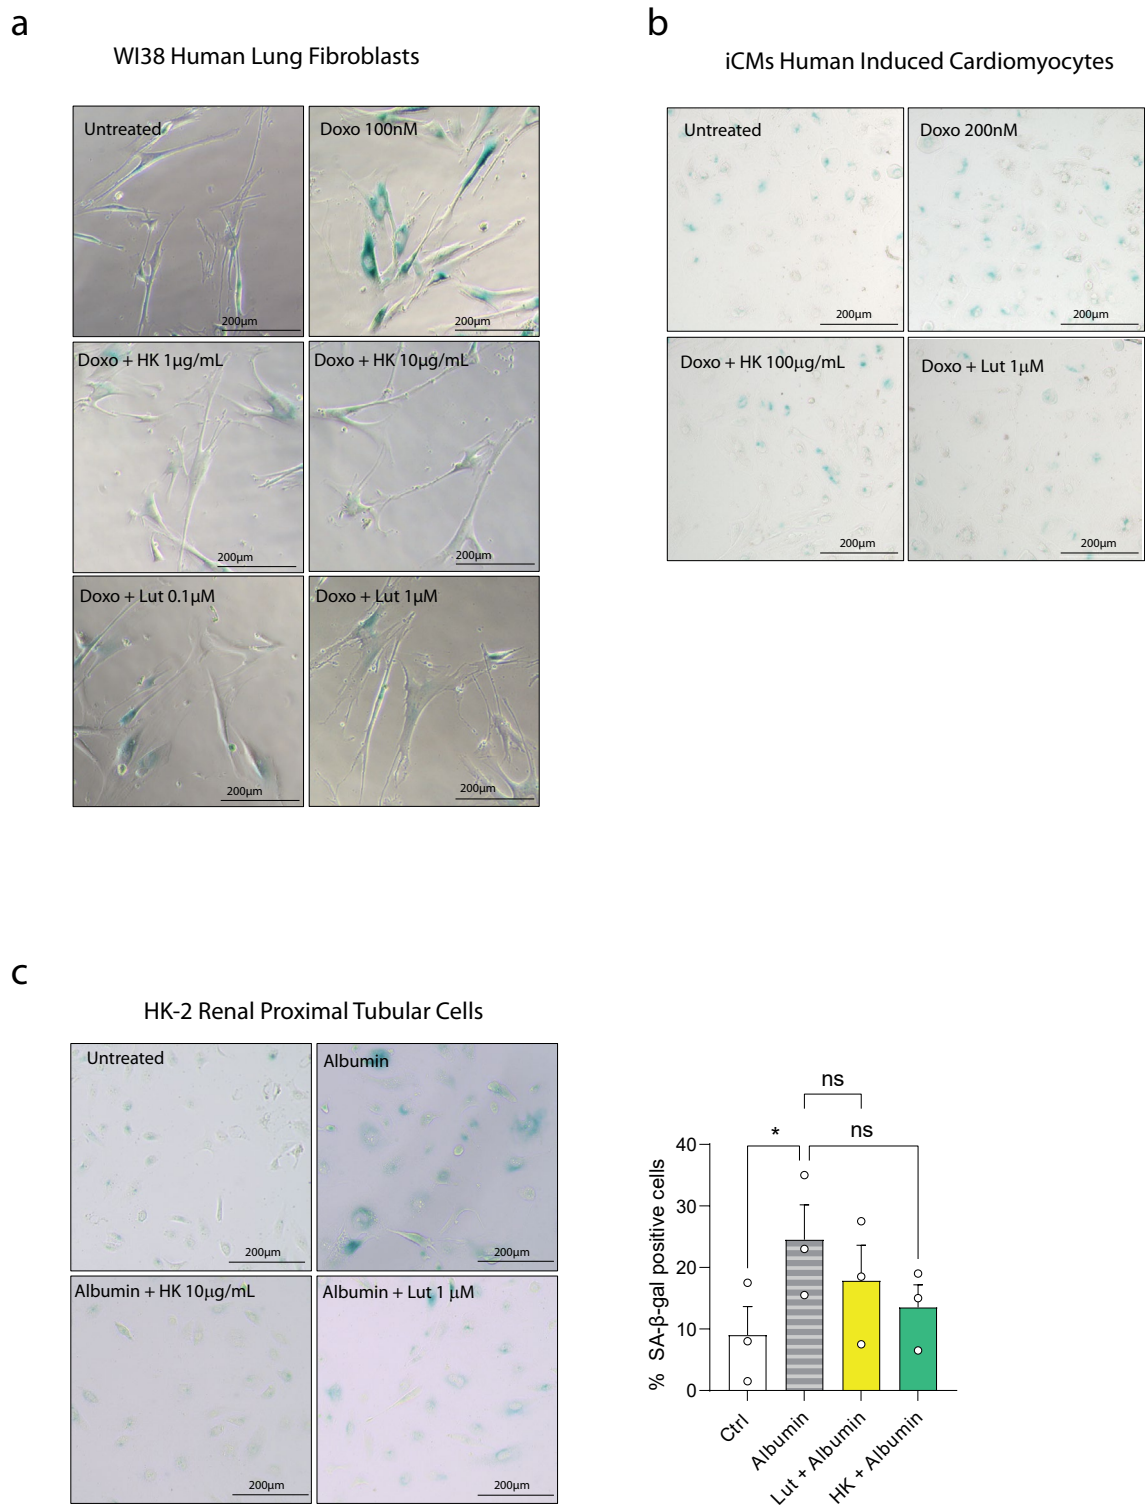 a
WI38 Human Lung Fibroblasts
Untreated
200µm
Doxo 100nM
200µm
Doxo + HK 1µg/mL
200µm
Doxo + HK 10µg/mL
200µm
Doxo + Lut 0.1µM
200µm
Doxo + Lut 1µM
200µm
b
iCMs Human Induced Cardiomyocytes
Untreated
200µm
Doxo 200nM
200µm
Doxo + HK 100µg/mL
200µm
Doxo + Lut 1µM
200µm
c
HK-2 Renal Proximal Tubular Cells
Untreated
200µm
Albumin
200µm
Albumin + HK 10µg/mL
200µm
Albumin + Lut 1 µM
200µm
ns
*
ns
% SA-β-gal positive cells
40
30
20
10
0
Ctrl
Albumin
Lut + Albumin
HK + Albumin